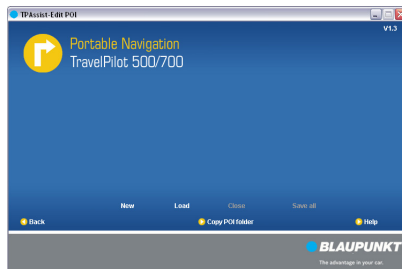 TPAssist-Edit POI
V1.3
Portable Navigation
TravelPilot 500/700
New Load Close Save all
Back Copy POI folder Help
BLAUPUNKT
The advantage in your car.